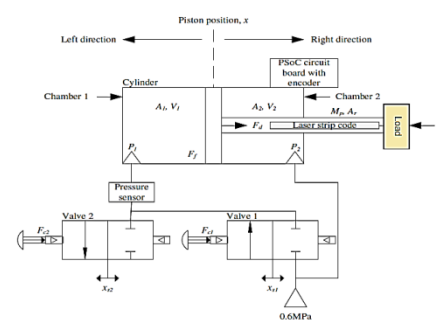 Piston position, x
Left direction
Right direction
PSoC circuit
board with
encoder
Cylinder
Chamber 1
Chamber 2
A1, V1
A2, V2
Mp, Ar
Fd
Laser strip code
Load
P1
Ff
P2
Pressure
sensor
Valve 2
Valve 1
Fc2
Fc1
xs2
xs1
0.6MPa